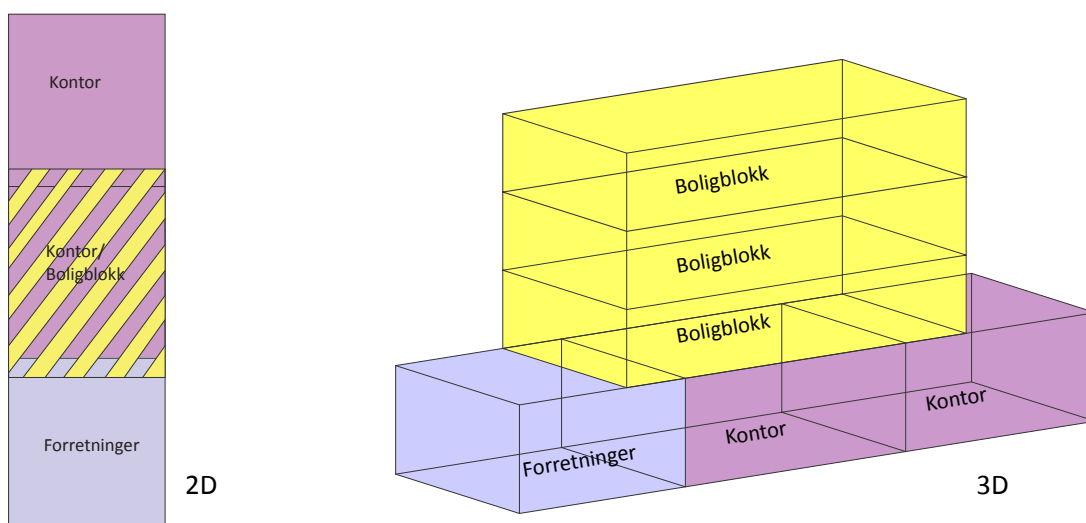 Kontor
Kontor/
Boligblokk
Forretninger
2D
Boligblokk
Boligblokk
Boligblokk
Kontor
Kontor
Forretninger
3D